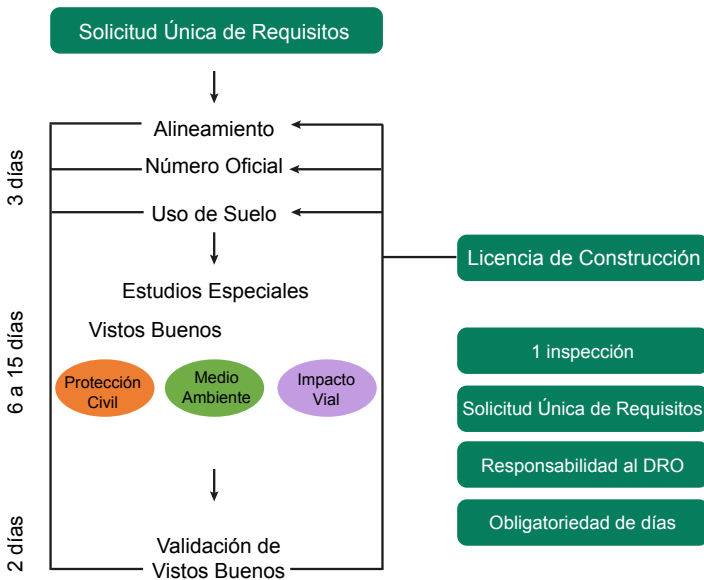 Solicitud Única de Requisitos
3 días
Alineamiento
Número Oficial
Uso de Suelo
Licencia de Construcción
6 a 15 días
Estudios Especiales
Vistos Buenos
Protección
Civil
Medio
Ambiente
Impacto
Vial
1 inspección
Solicitud Única de Requisitos
Responsabilidad al DRO
Obligatoriedad de días
2 días
Validación de
Vistos Buenos